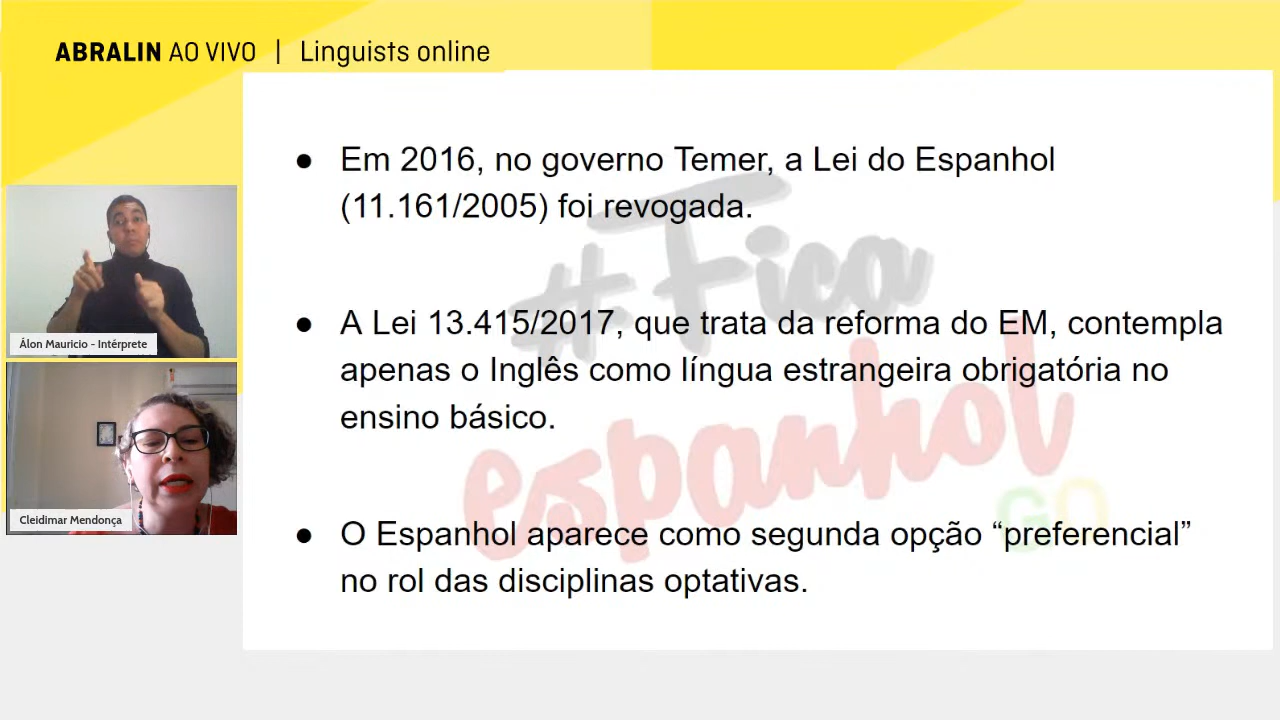 ABRALIN AO VIVO | Linguists online
● Em 2016, no governo Temer, a Lei do Espanhol
(11.161/2005) foi revogada.
● A Lei 13.415/2017, que trata da reforma do EM, contempla
apenas o Inglês como língua estrangeira obrigatória no
ensino básico.
● O Espanhol aparece como segunda opção “preferencial”
no rol das disciplinas optativas.
#Fica
espanhol
GO
Álon Mauricio - Intérprete
Cleidimar Mendonça